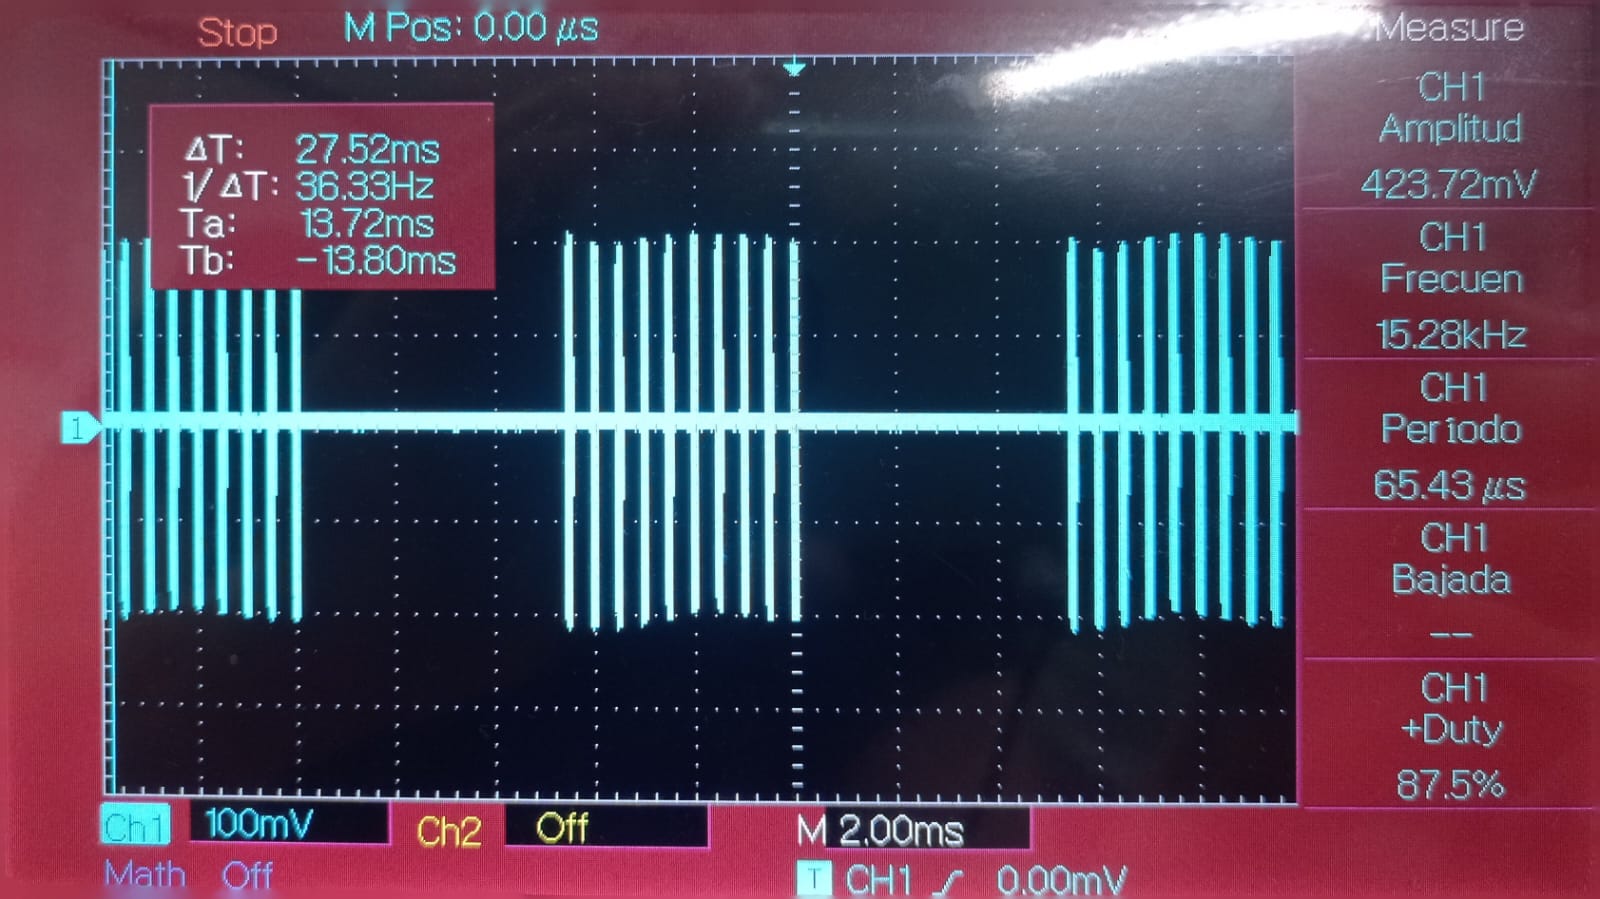 Stop
M Pos: 0.00 µs
Measure
ΔT: 27.52ms
1/ΔT: 36.33Hz
Ta: 13.72ms
Tb: -13.80ms
CH1
Amplitud
423.72mV
CH1
Frecuen
15.28kHz
CH1
Período
65.43 µs
CH1
Bajada
--
CH1
+Duty
87.5%
1
Ch1 100mV Ch2 Off M 2.00ms
Math Off T CH1 0.00mV